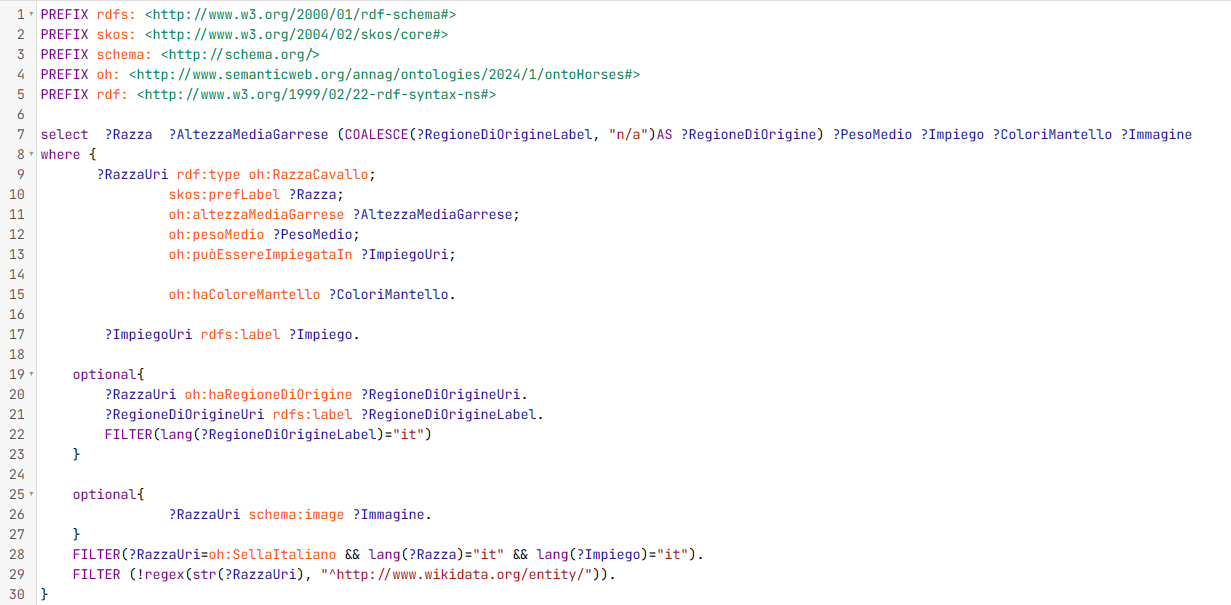 1 PREFIX rdfs: <http://www.w3.org/2000/01/rdf-schema#>
2 PREFIX skos: <http://www.w3.org/2004/02/skos/core#>
3 PREFIX schema: <http://schema.org/>
4 PREFIX oh: <http://www.semanticweb.org/annag/ontologies/2024/1/ontoHorses#>
5 PREFIX rdf: <http://www.w3.org/1999/02/22-rdf-syntax-ns#>
6
7 select  ?Razza  ?AltezzaMediaGarrese (COALESCE(?RegioneDiOrigineLabel, "n/a")AS ?RegioneDiOrigine) ?PesoMedio ?Impiego ?ColoriMantello ?Immagine
8 where {
9        ?RazzaUri rdf:type oh:RazzaCavallo;
10                skos:prefLabel ?Razza;
11                oh:altezzaMediaGarrese ?AltezzaMediaGarrese;
12                oh:pesoMedio ?PesoMedio;
13                oh:puòEssereImpiegataIn ?ImpiegoUri;
14
15                oh:haColoreMantello ?ColoriMantello.
16
17        ?ImpiegoUri rdfs:label ?Impiego.
18
19    optional{
20        ?RazzaUri oh:haRegioneDiOrigine ?RegioneDiOrigineUri.
21        ?RegioneDiOrigineUri rdfs:label ?RegioneDiOrigineLabel.
22        FILTER(lang(?RegioneDiOrigineLabel)="it")
23    }
24
25    optional{
26                ?RazzaUri schema:image ?Immagine.
27    }
28    FILTER(?RazzaUri=oh:SellaItaliano && lang(?Razza)="it" && lang(?Impiego)="it").
29    FILTER (!regex(str(?RazzaUri), "^http://www.wikidata.org/entity/")).
30 }